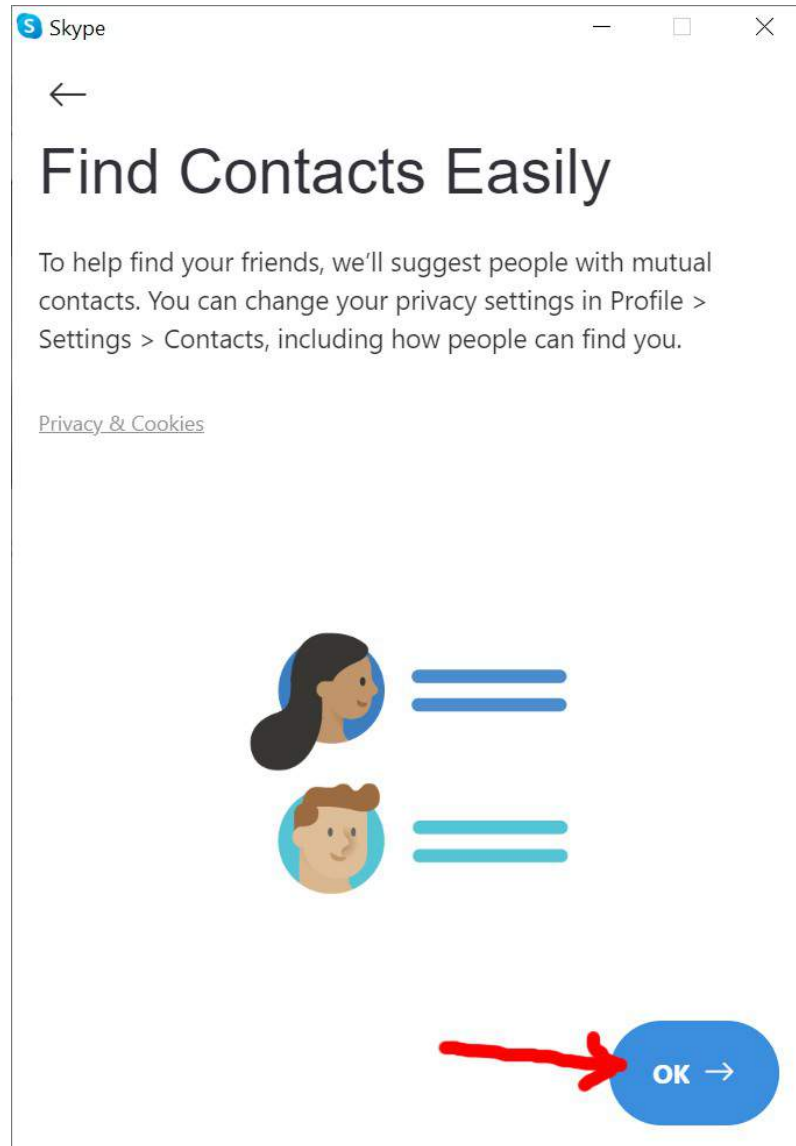 Skype
Find Contacts Easily
To help find your friends, we’ll suggest people with mutual
contacts. You can change your privacy settings in Profile >
Settings > Contacts, including how people can find you.
Privacy & Cookies
OK